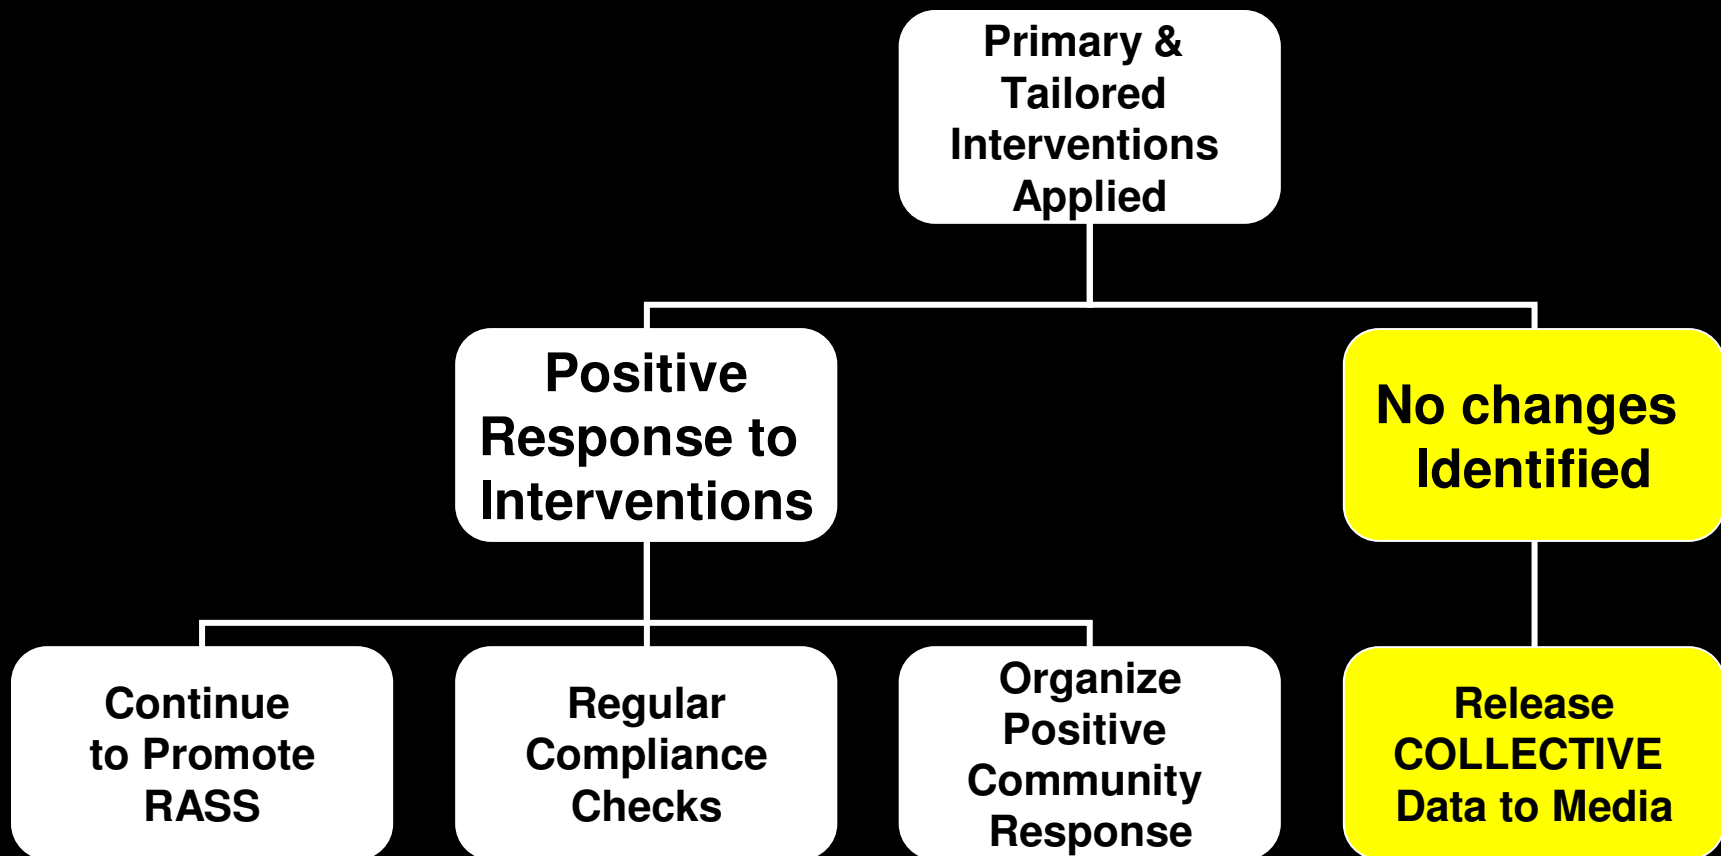 Primary &
Tailored
Interventions
Applied
Positive
Response to
Interventions
No changes
Identified
Continue
to Promote
RASS
Regular
Compliance
Checks
Organize
Positive
Community
Response
Release
COLLECTIVE
Data to Media